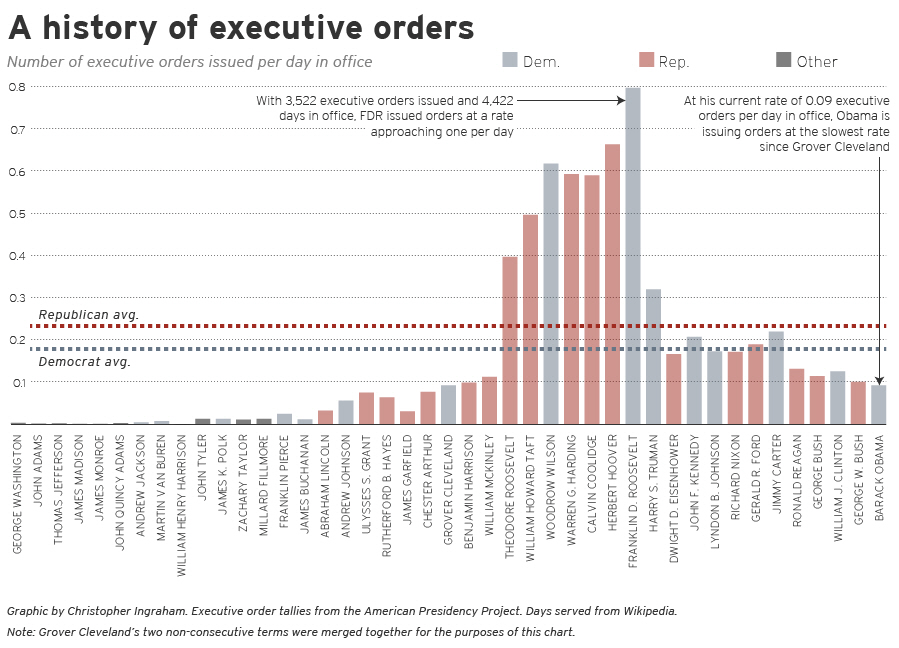 A history of executive orders
Number of executive orders issued per day in office
Dem.
Rep.
Other
0.8
0.7
0.6
0.5
0.4
0.3
0.2
0.1
With 3,522 executive orders issued and 4,422
days in office, FDR issued orders at a rate
approaching one per day
At his current rate of 0.09 executive
orders per day in office, Obama is
issuing orders at the slowest rate
since Grover Cleveland
Republican avg.
Democrat avg.
GEORGE WASHINGTON
JOHN ADAMS
THOMAS JEFFERSON
JAMES MADISON
JAMES MONROE
JOHN QUINCY ADAMS
ANDREW JACKSON
MARTIN VAN BUREN
WILLIAM HENRY HARRISON
JOHN TYLER
JAMES K. POLK
ZACHARY TAYLOR
MILLARD FILLMORE
FRANKLIN PIERCE
JAMES BUCHANAN
ABRAHAM LINCOLN
ANDREW JOHNSON
ULYSSES S. GRANT
RUTHERFORD B. HAYES
JAMES GARFIELD
CHESTER ARTHUR
GROVER CLEVELAND
BENJAMIN HARRISON
WILLIAM MCKINLEY
THEODORE ROOSEVELT
WILLIAM HOWARD TAFT
WOODROW WILSON
WARREN G. HARDING
CALVIN COOLIDGE
HERBERT HOOVER
FRANKLIN D. ROOSEVELT
HARRY S. TRUMAN
DWIGHT D. EISENHOWER
JOHN F. KENNEDY
LYNDON B. JOHNSON
RICHARD NIXON
GERALD R. FORD
JIMMY CARTER
RONALD REAGAN
GEORGE BUSH
WILLIAM J. CLINTON
GEORGE W. BUSH
BARACK OBAMA
Graphic by Christopher Ingraham. Executive order tallies from the American Presidency Project. Days served from Wikipedia.
Note: Grover Cleveland's two non-consecutive terms were merged together for the purposes of this chart.